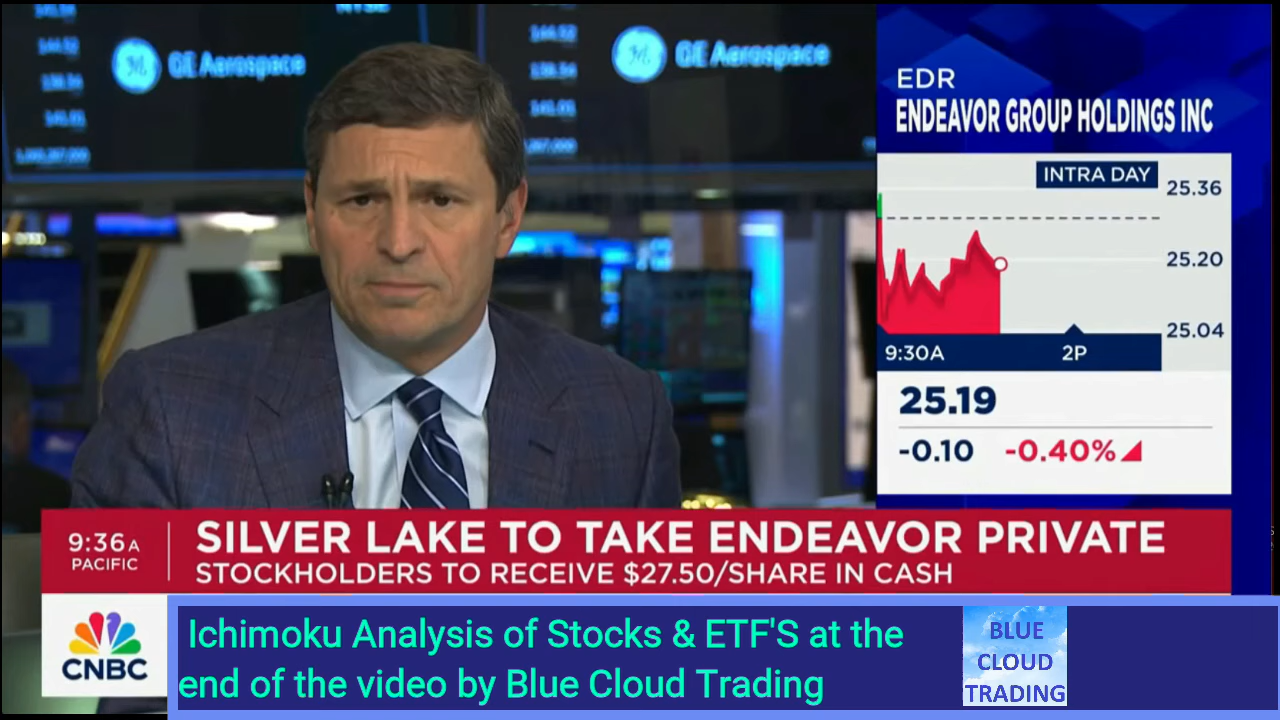 GE Aerospace
GE Aerospace
EDR
ENDEAVOR GROUP HOLDINGS INC
INTRA DAY
25.36
25.20
25.04
9:30A
2P
25.19
-0.10 -0.40%
9:36A
PACIFIC
SILVER LAKE TO TAKE ENDEAVOR PRIVATE
STOCKHOLDERS TO RECEIVE $27.50/SHARE IN CASH
CNBC
Ichimoku Analysis of Stocks & ETF'S at the
end of the video by Blue Cloud Trading
BLUE
CLOUD
TRADING